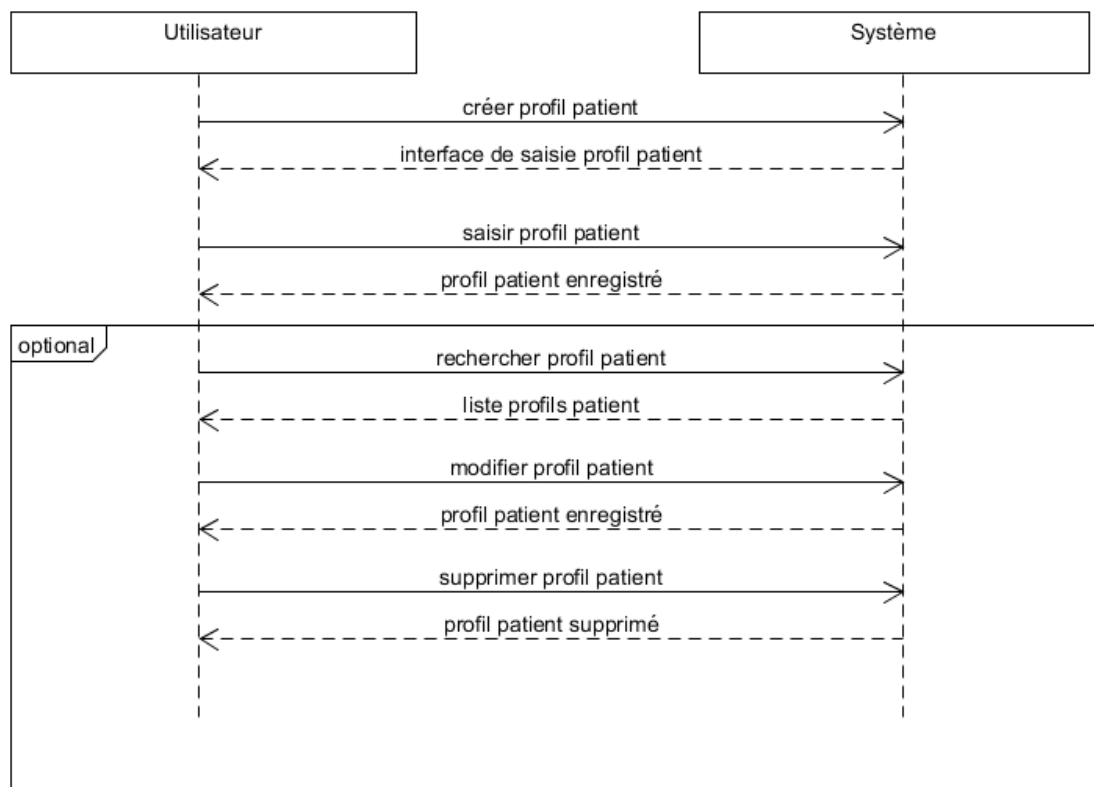 Utilisateur
Système
créer profil patient
interface de saisie profil patient
saisir profil patient
profil patient enregistré
optional
rechercher profil patient
liste profils patient
modifier profil patient
profil patient enregistré
supprimer profil patient
profil patient supprimé